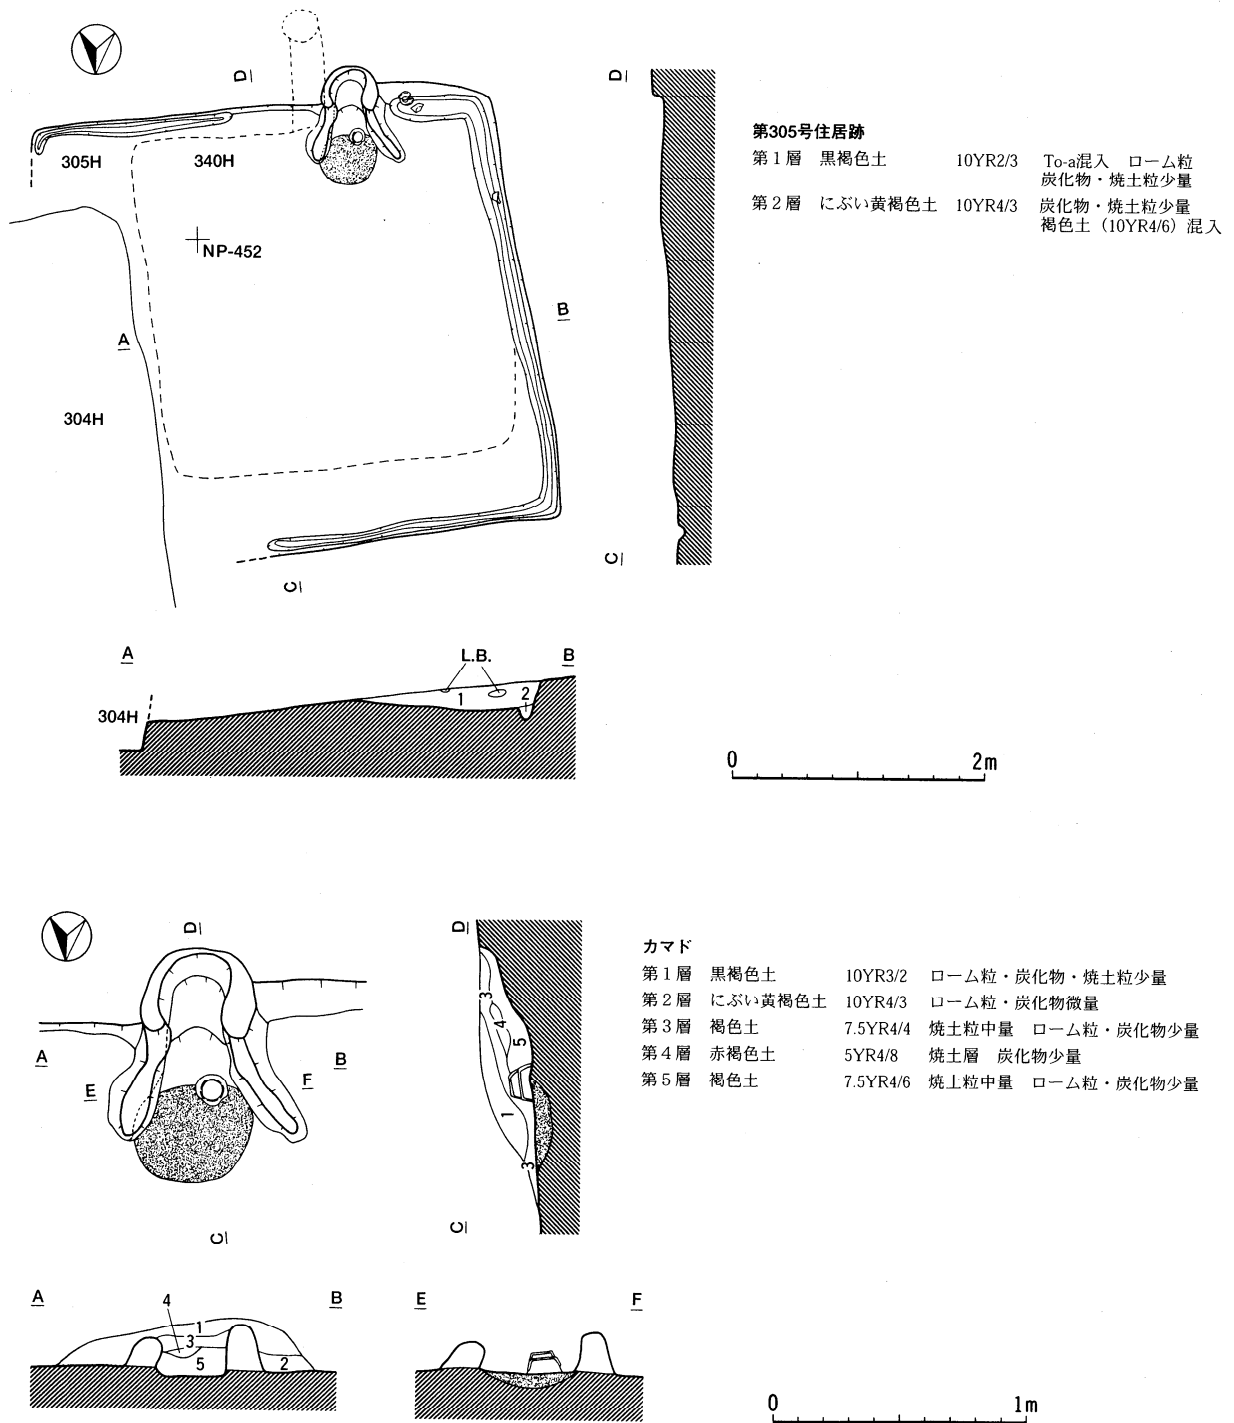 D
305H
340H
NP-452
A
B
304H
C
D
C
第305号住居跡
第1層 黒褐色土 10YR2/3 To-a混入 ローム粒
炭化物・焼土粒少量
第2層 にぶい黄褐色土 10YR4/3 炭化物・焼土粒少量
褐色土（10YR4/6）混入
A
L.B.
B
1
2
304H
0
2m
D
A
B
E
F
C
D
3
4
5
1
3
C
カマド
第1層 黒褐色土 10YR3/2 ローム粒・炭化物・焼土粒少量
第2層 にぶい黄褐色土 10YR4/3 ローム粒・炭化物微量
第3層 褐色土 7.5YR4/4 焼土粒中量 ローム粒・炭化物少量
第4層 赤褐色土 5YR4/8 焼土層 炭化物少量
第5層 褐色土 7.5YR4/6 焼上粒中量 ローム粒・炭化物少量
A
4
B
1
3
5
2
E
F
0
1m